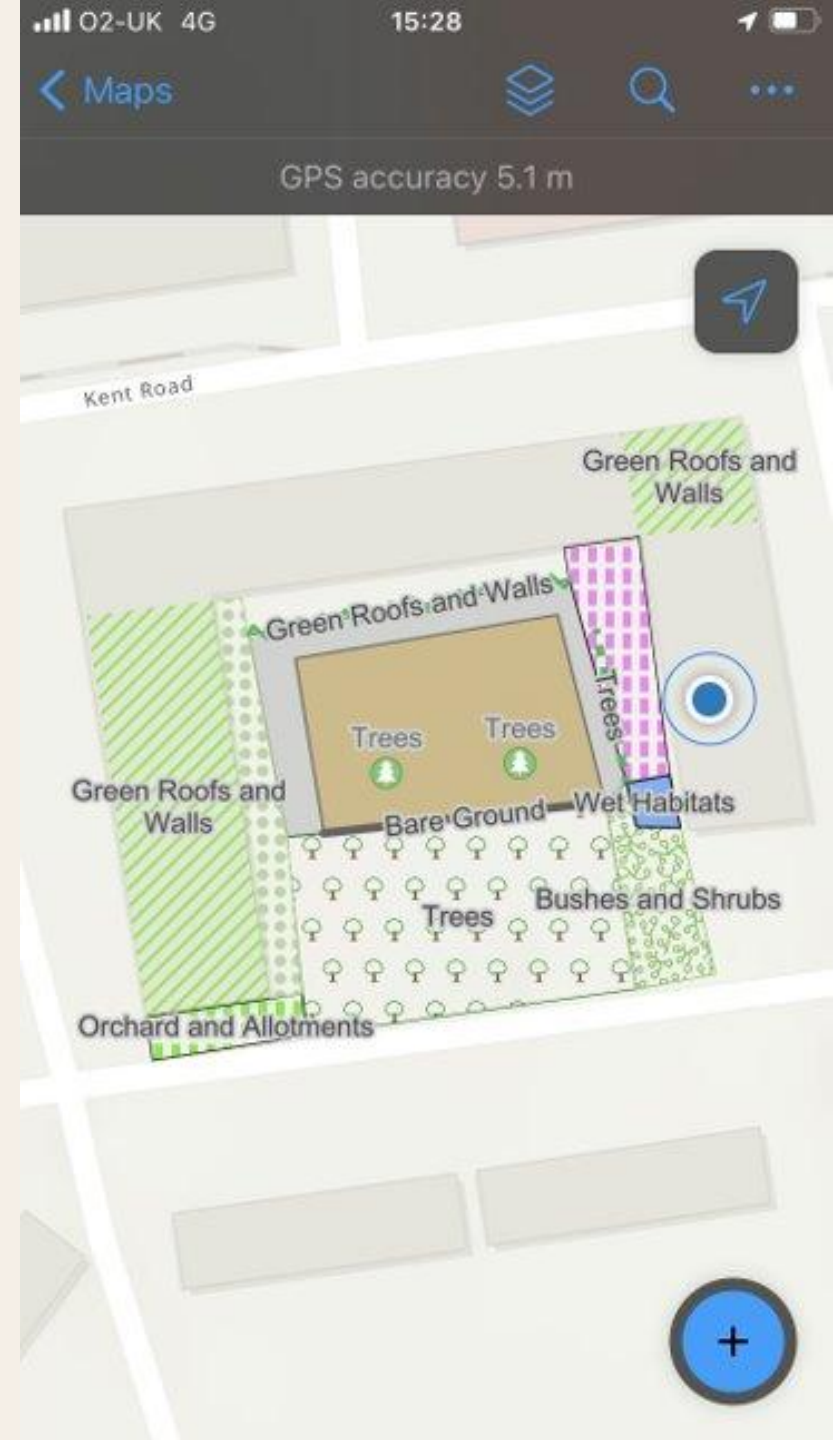 O2-UK 4G 15:28
Maps
GPS accuracy 5.1 m
Kent Road
Green Roofs and
Walls
Green Roofs and Walls
Trees
Trees Trees
Green Roofs and
Walls
Bare Ground
Wet Habitats
Trees
Bushes and Shrubs
Orchard and Allotments
+